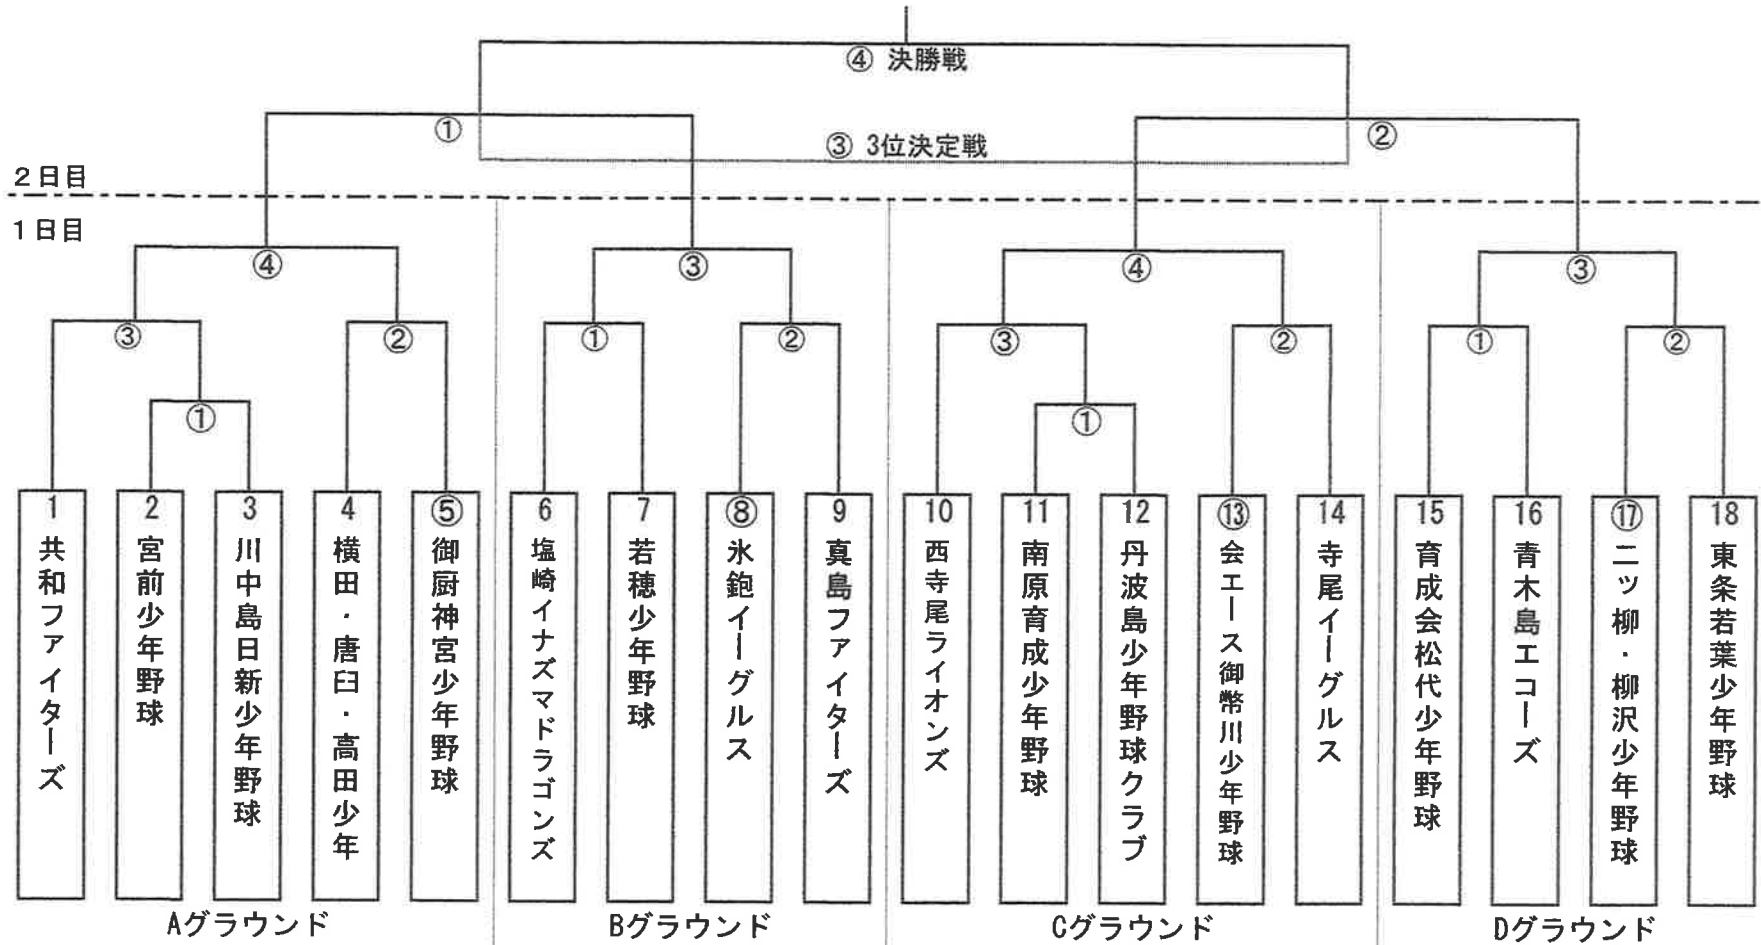 ④ 決勝戦
①
③ 3位決定戦
②
2日目
1日目
④
③
④
③
③
②
①
②
③
②
①
②
①
①
1 共和ファイターズ
2 宮前少年野球
3 川中島日新少年野球
4 横田・唐臼・高田少年
⑤ 御厨神宮少年野球
6 塩崎イナズマドラゴンズ
7 若穂少年野球
⑧ 氷鉋イーグルス
9 真島ファイターズ
10 西寺尾ライオンズ
11 南原育成少年野球
12 丹波島少年野球クラブ
⑬ 会エース御幣川少年野球
14 寺尾イーグルス
15 育成会松代少年野球
16 青木島エコーズ
⑰ 二ッ柳・柳沢少年野球
18 東条若葉少年野球
Aグラウンド
Bグラウンド
Cグラウンド
Dグラウンド